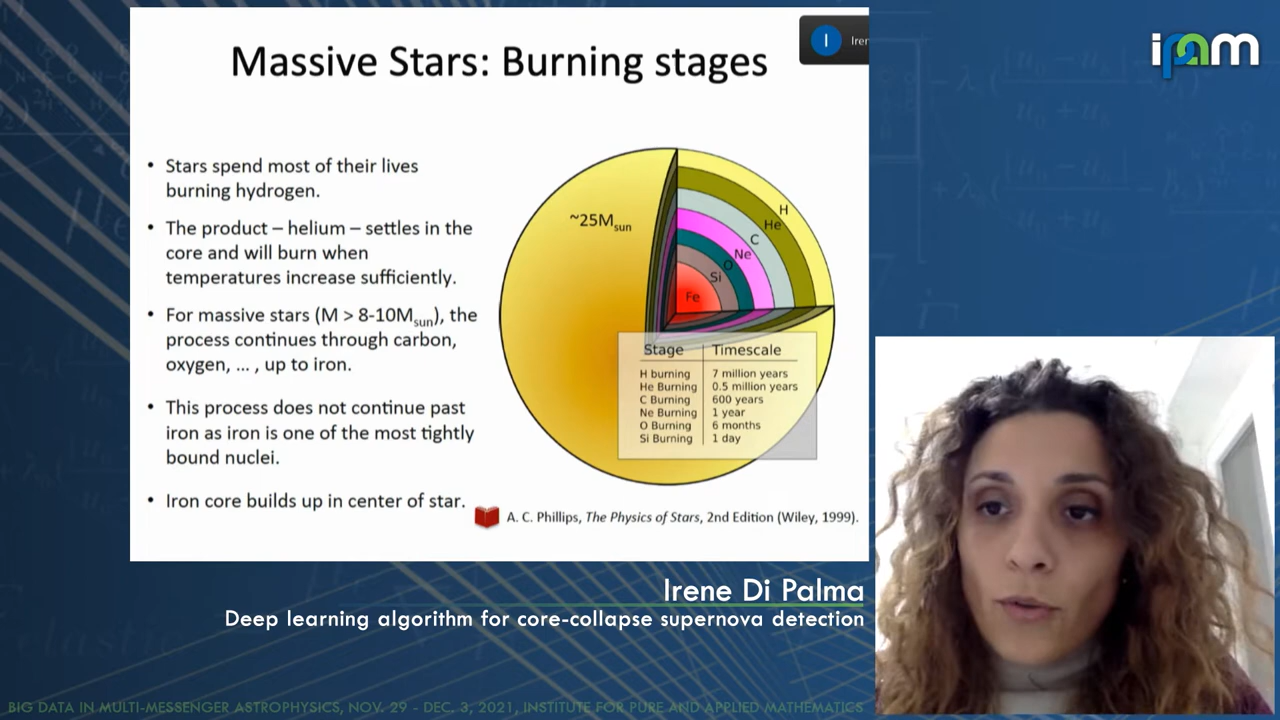 Massive Stars: Burning stages
I
Iren
ipam
• Stars spend most of their lives
burning hydrogen.
• The product – helium – settles in the
core and will burn when
temperatures increase sufficiently.
• For massive stars (M > 8-10Msun), the
process continues through carbon,
oxygen, ... , up to iron.
• This process does not continue past
iron as iron is one of the most tightly
bound nuclei.
• Iron core builds up in center of star.
~25Msun
H
He
C
Ne
O
Si
Fe
Stage Timescale
H burning 7 million years
He Burning 0.5 million years
C Burning 600 years
Ne Burning 1 year
O Burning 6 months
Si Burning 1 day
A. C. Phillips, The Physics of Stars, 2nd Edition (Wiley, 1999).
Irene Di Palma
Deep learning algorithm for core-collapse supernova detection
BIG DATA IN MULTI-MESSENGER ASTROPHYSICS, NOV. 29 - DEC. 3, 2021, INSTITUTE FOR PURE AND APPLIED MATHEMATICS